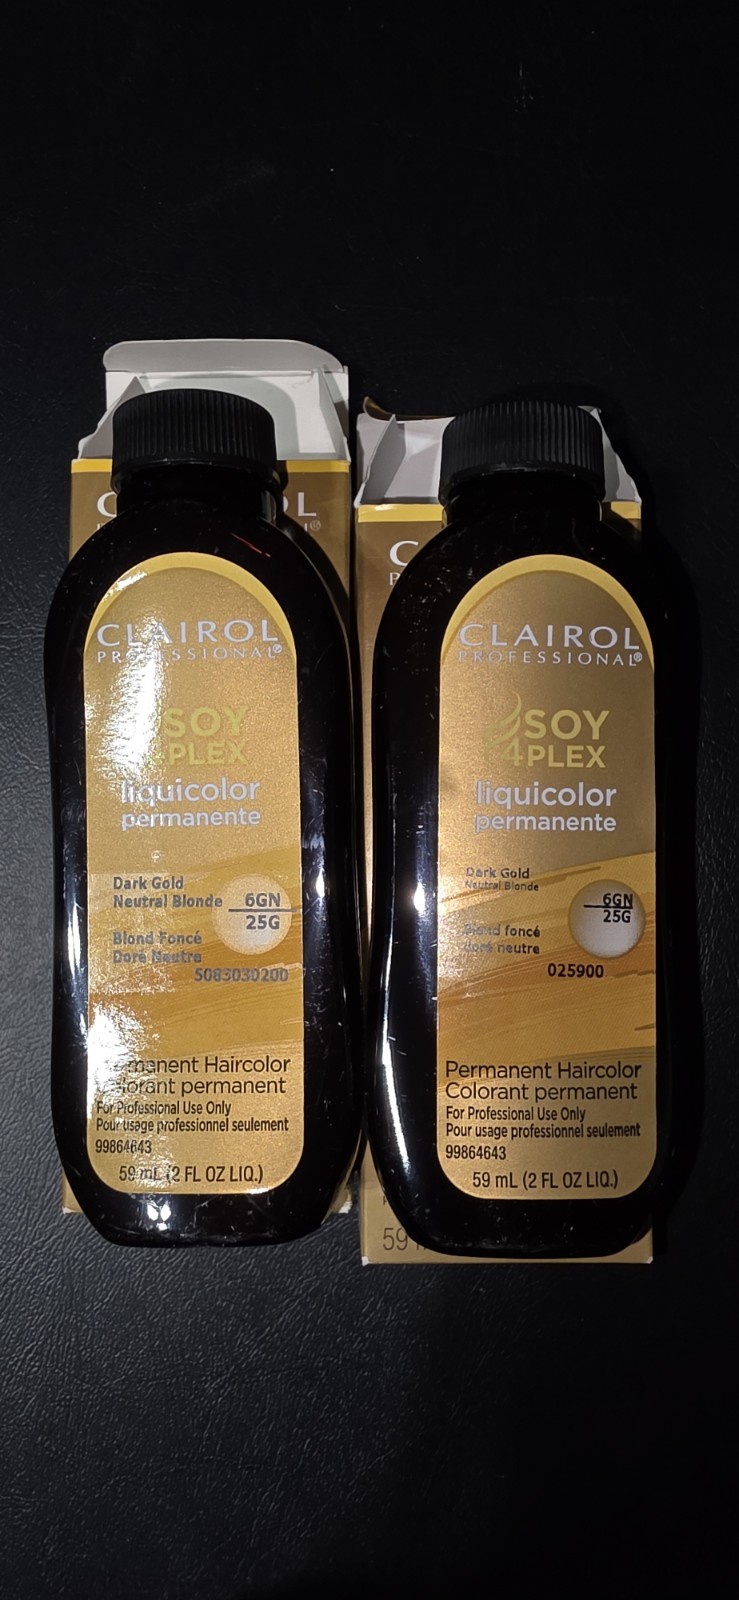 CLAIROL
PROFESSIONAL®
SOY
4PLEX
liquicolor
permanente
Dark Gold
Neutral Blonde
6GN
25G
Blond Foncé
Doré Neutre
5083030200
Permanent Haircolor
Colorant permanent
For Professional Use Only
Pour usage professionnel seulement
99864643
59 mL (2 FL OZ LIQ.)
CLAIROL
PROFESSIONAL®
SOY
4PLEX
liquicolor
permanente
Dark Gold
Neutral Blonde
6GN
25G
Blond foncé
doré neutre
025900
Permanent Haircolor
Colorant permanent
For Professional Use Only
Pour usage professionnel seulement
99864643
59 mL (2 FL OZ LIQ.)
59